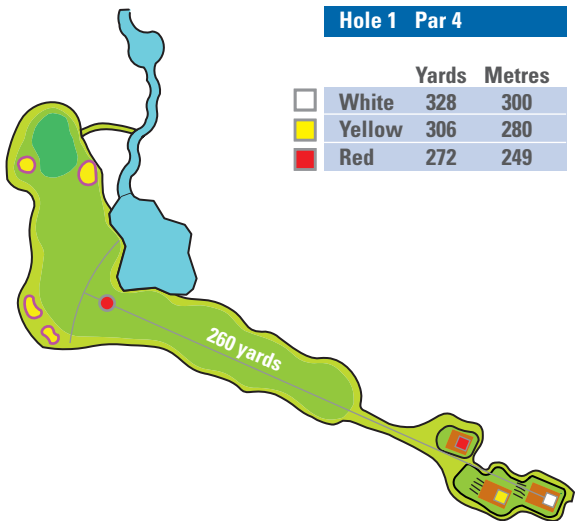 Hole 1 Par 4
Yards Metres
White 328 300
Yellow 306 280
Red 272 249
260 yards